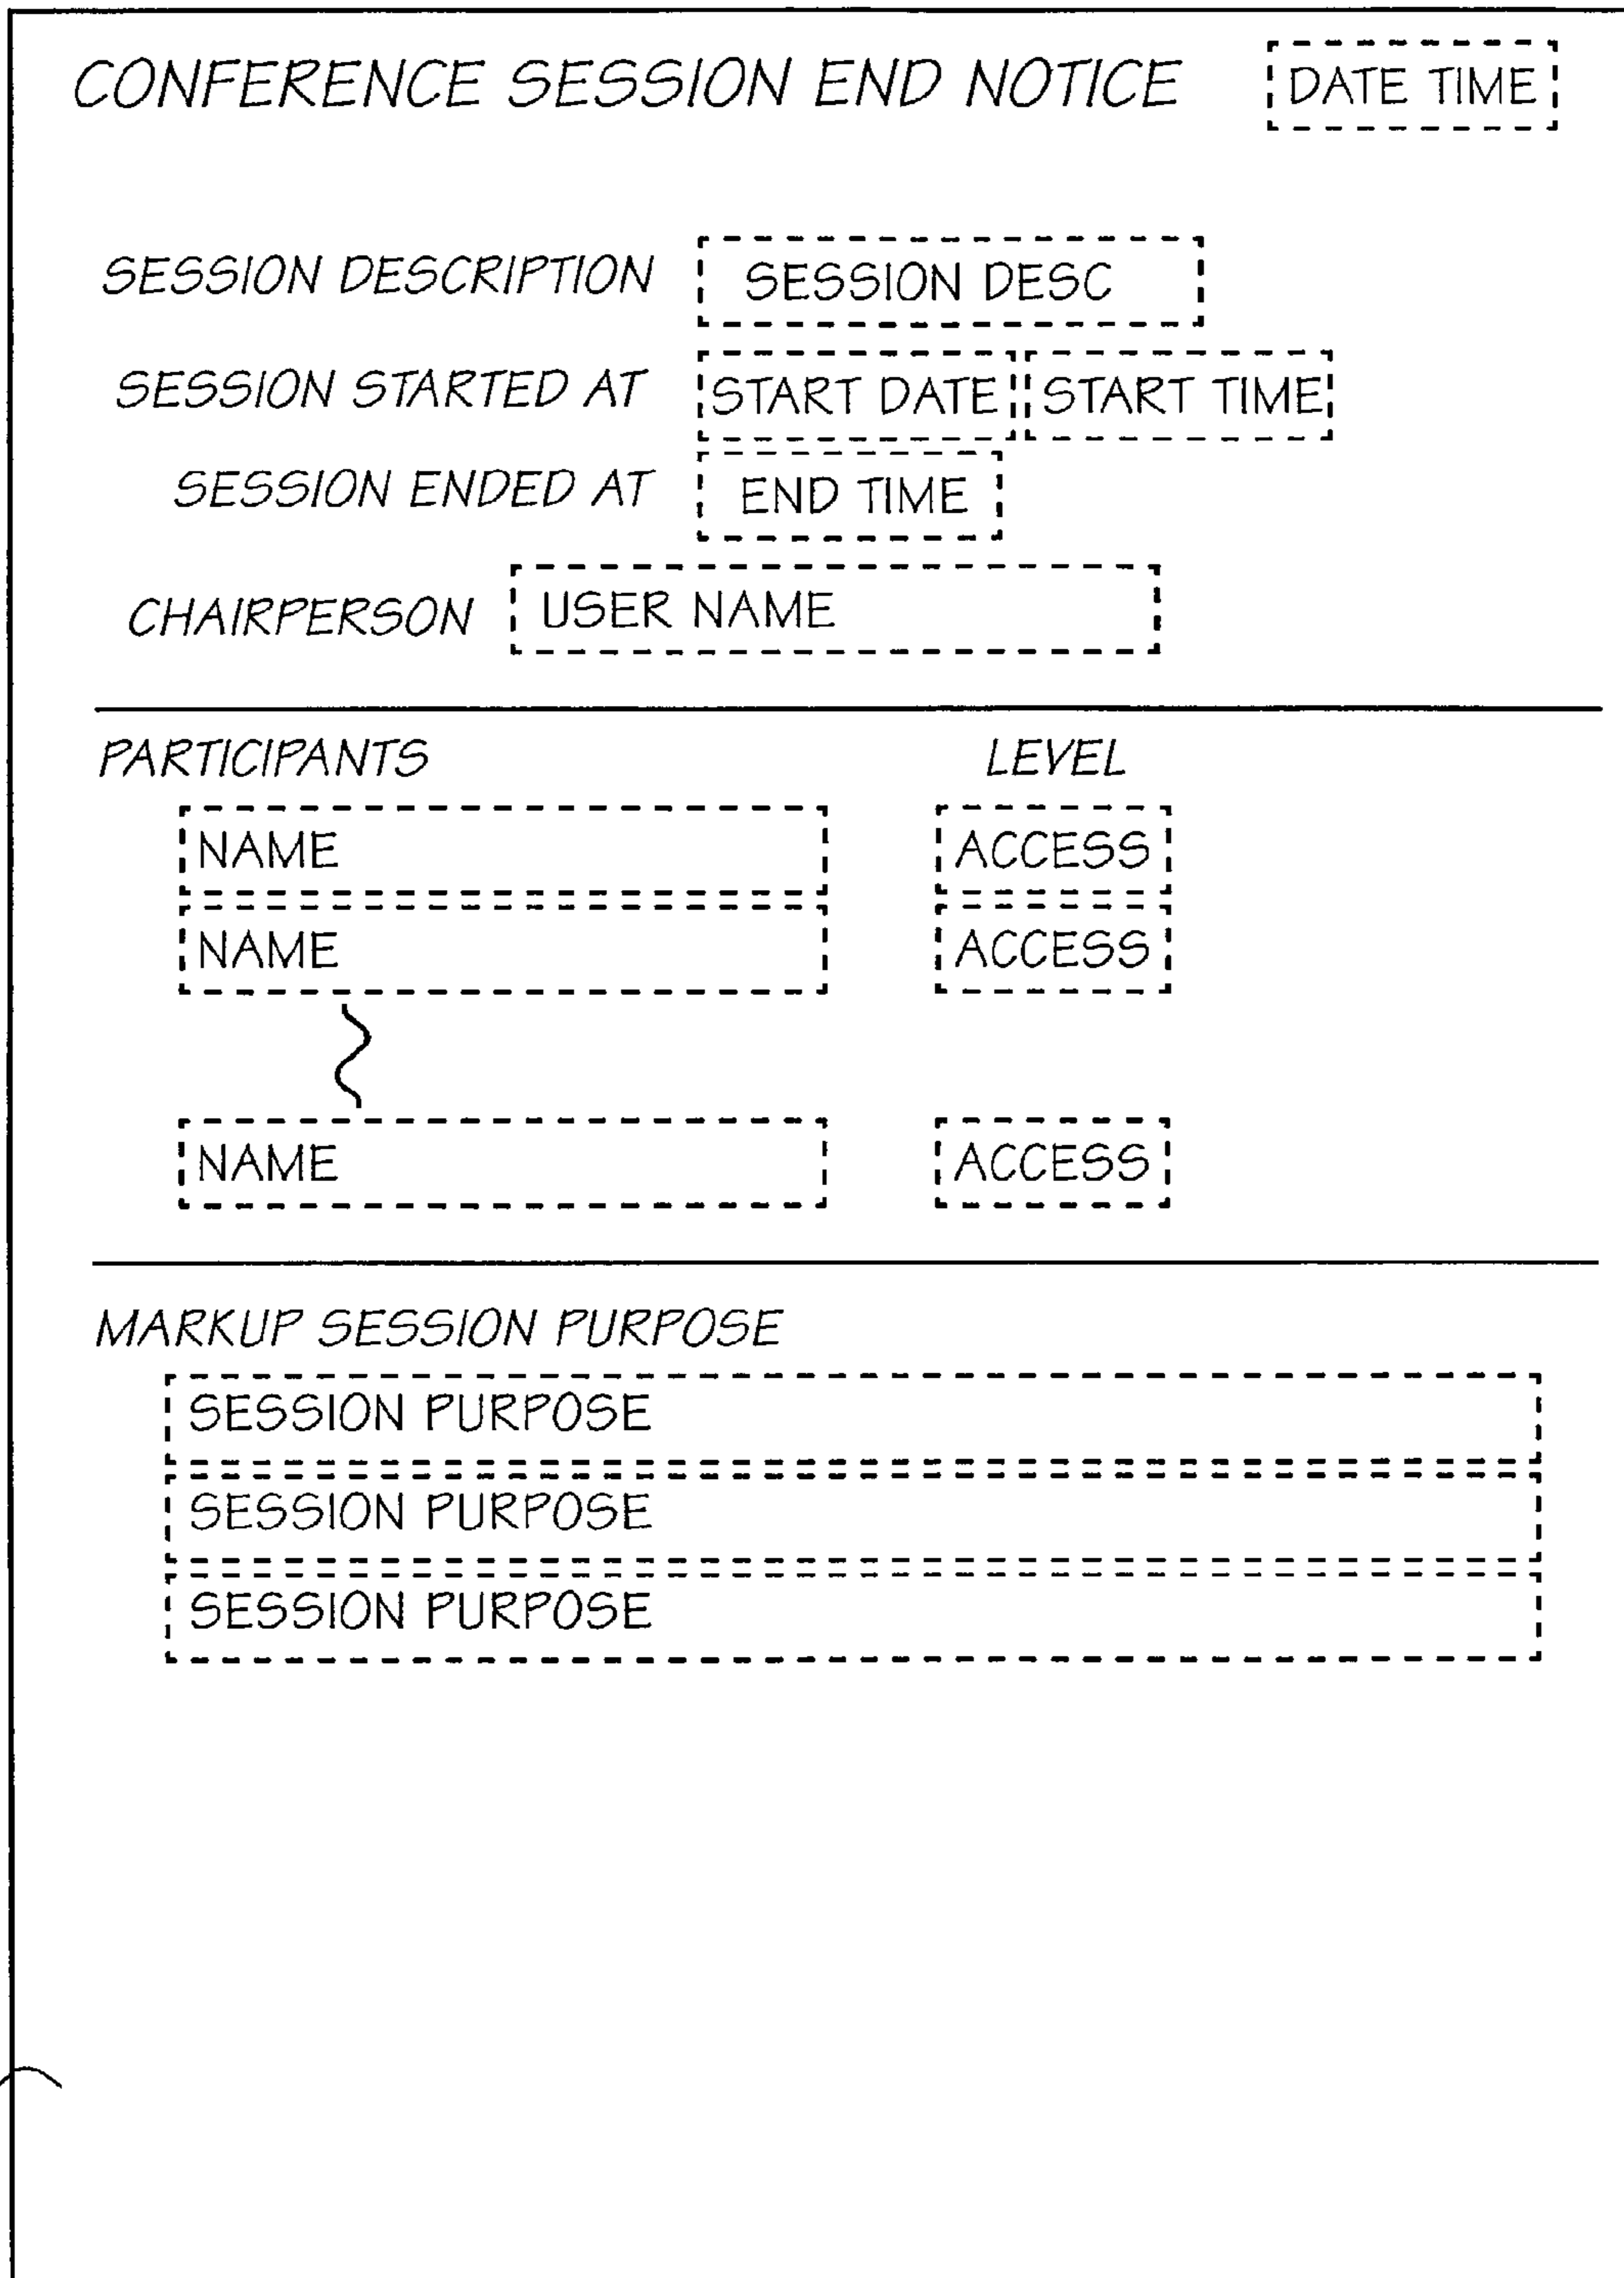 CONFERENCE SESSION END NOTICE DATE TIME
SESSION DESCRIPTION SESSION DESC
SESSION STARTED AT START DATE START TIME
SESSION ENDED AT END TIME
CHAIRPERSON USER NAME
PARTICIPANTS LEVEL
NAME ACCESS
NAME ACCESS
NAME ACCESS
MARKUP SESSION PURPOSE
SESSION PURPOSE
SESSION PURPOSE
SESSION PURPOSE